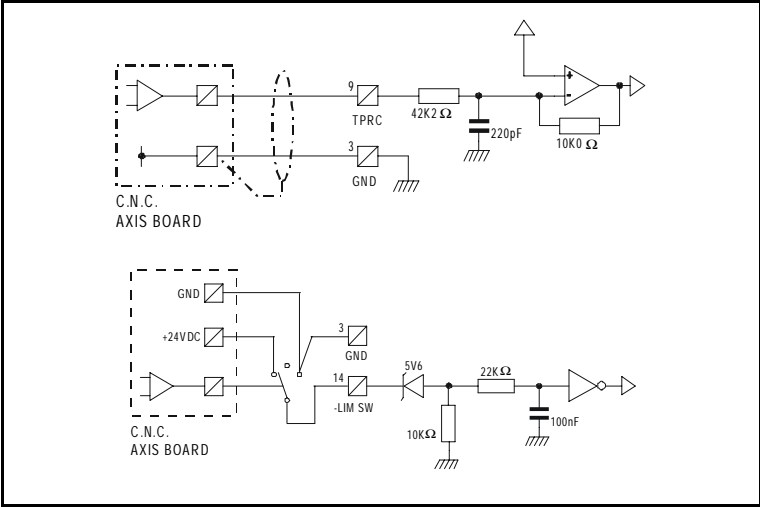 9
TPRC
42K2 Ω
220pF
+
-
10K0 Ω
3
GND
C.N.C.
AXIS BOARD
GND
+24VDC
3
GND
14
-LIM SW
5V6
22KΩ
10KΩ
100nF
C.N.C.
AXIS BOARD